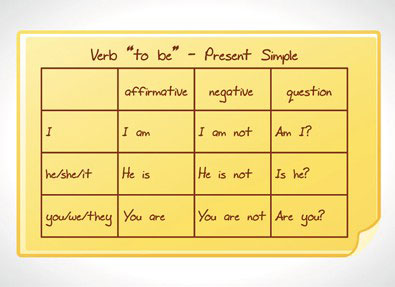 Verb "to be" - Present Simple
affirmative negative question
I I am I am not Am I?
he/she/it He is He is not Is he?
you/we/they You are You are not Are you?